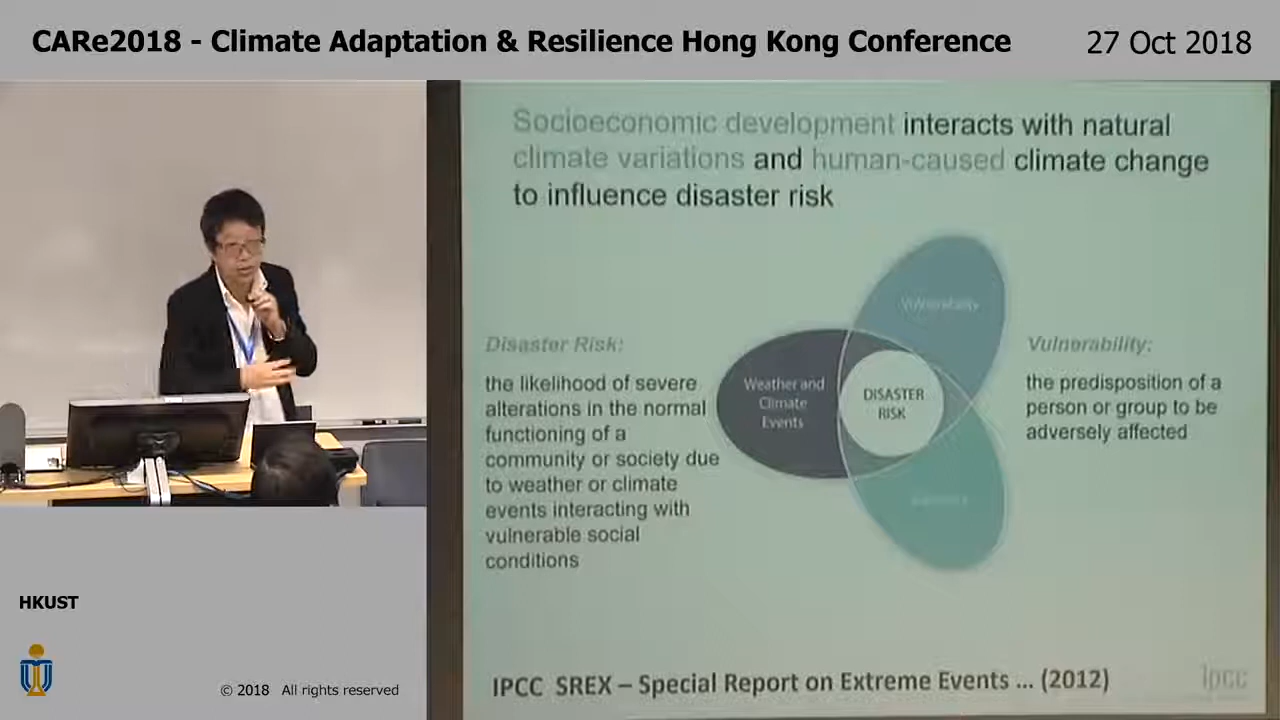 CARe2018 - Climate Adaptation & Resilience Hong Kong Conference
27 Oct 2018
Socioeconomic development interacts with natural
climate variations and human-caused climate change
to influence disaster risk
Disaster Risk:
the likelihood of severe
alterations in the normal
functioning of a
community or society due
to weather or climate
events interacting with
vulnerable social
conditions
Weather and
Climate
Events
Vulnerability
DISASTER
RISK
Vulnerability:
the predisposition of a
person or group to be
adversely affected
IPCC SREX – Special Report on Extreme Events ... (2012)
ipcc
HKUST
© 2018 All rights reserved